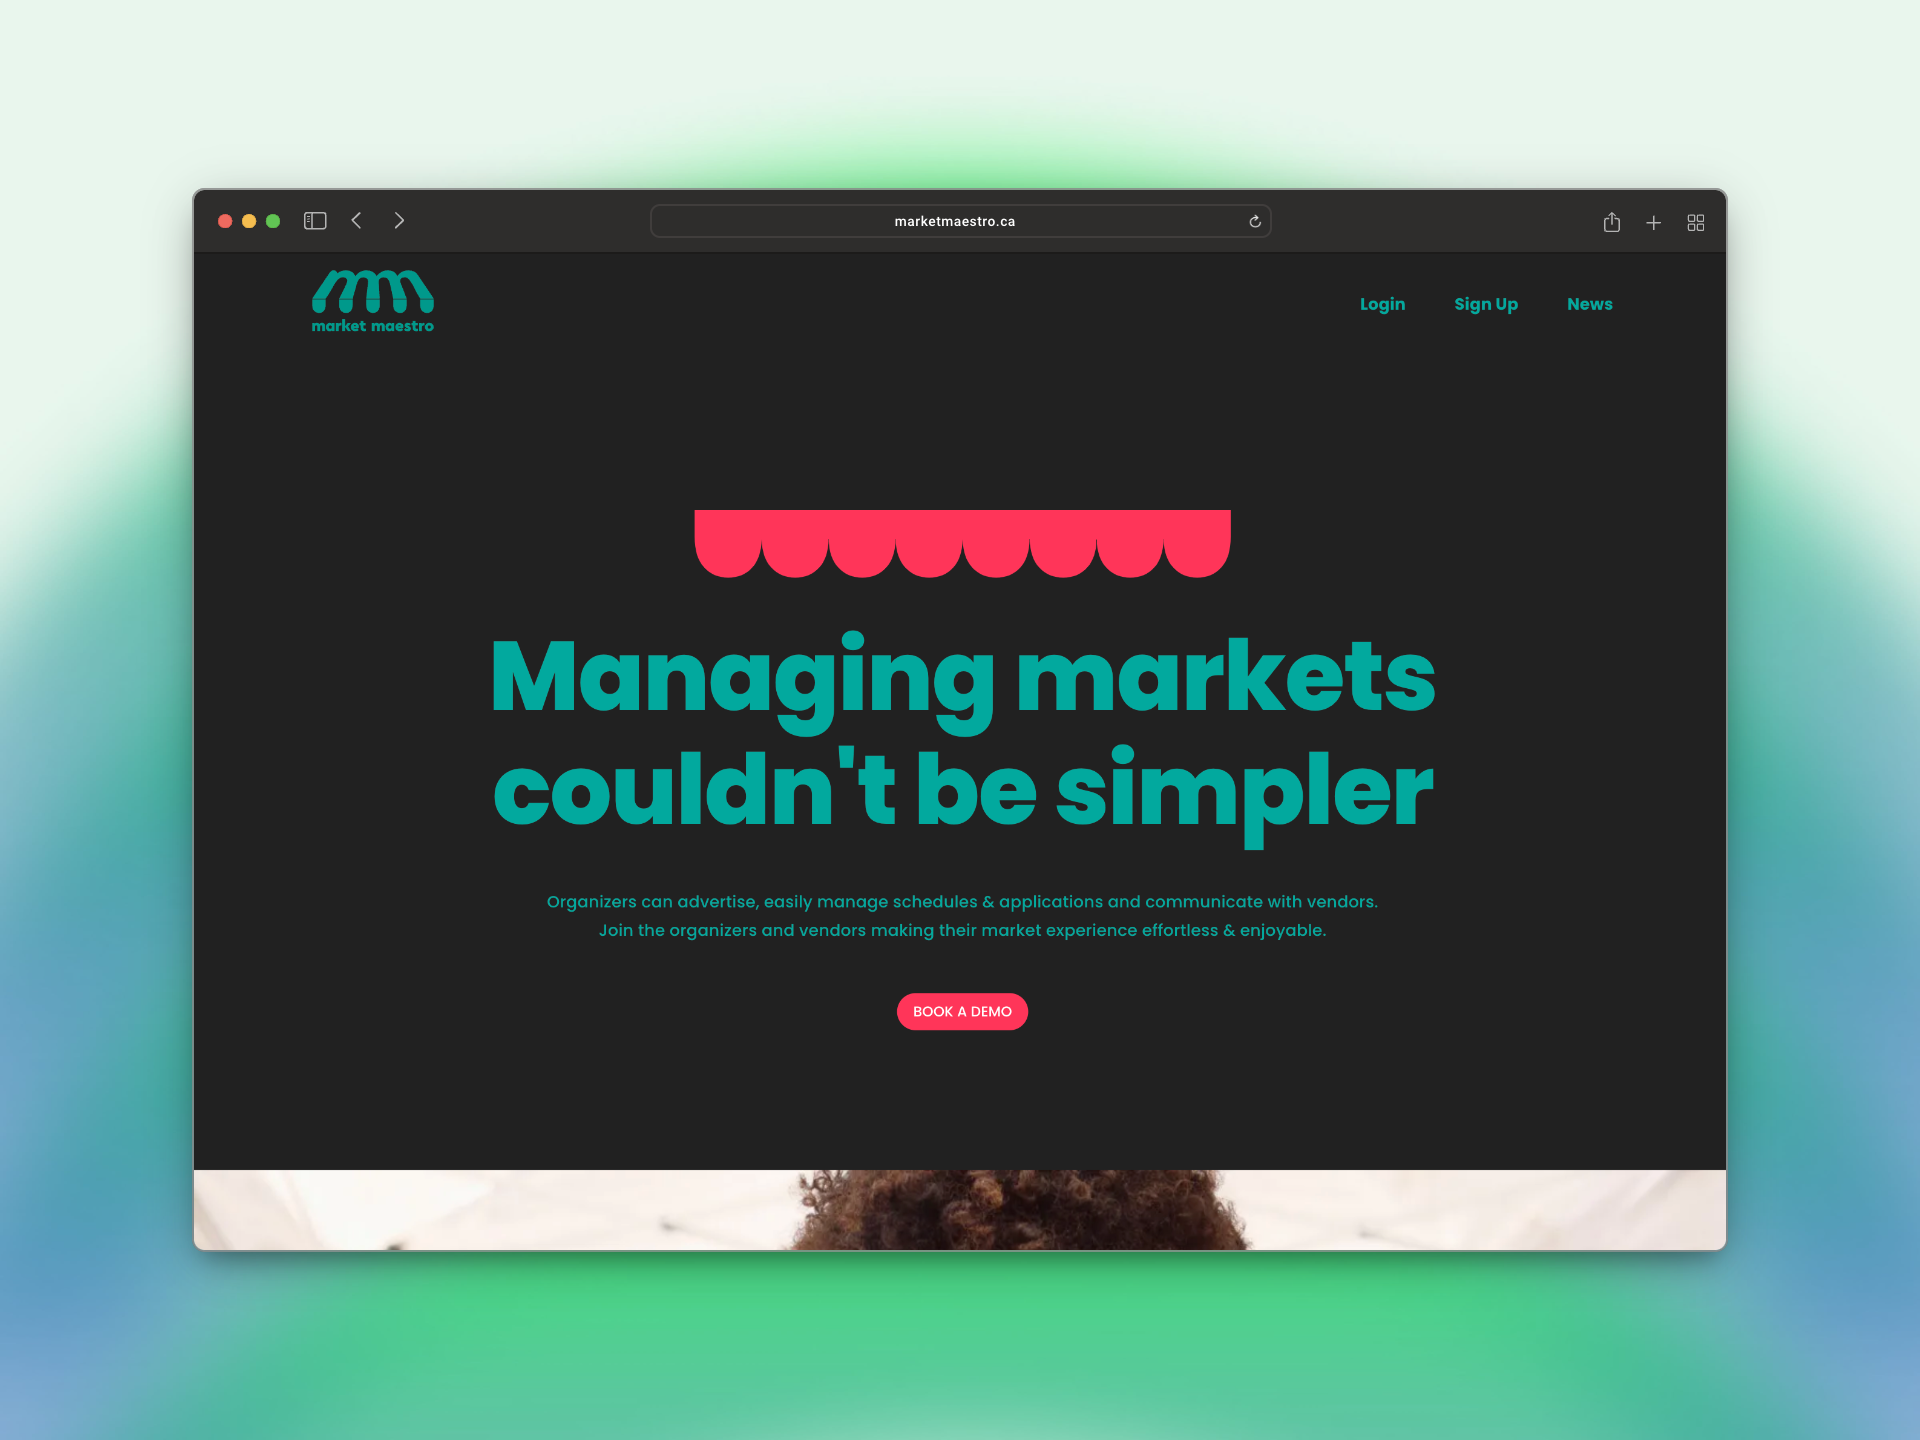 marketmaestro.ca
market maestro
Login
Sign Up
News
Managing markets
couldn't be simpler
Organizers can advertise, easily manage schedules & applications and communicate with vendors.
Join the organizers and vendors making their market experience effortless & enjoyable.
BOOK A DEMO